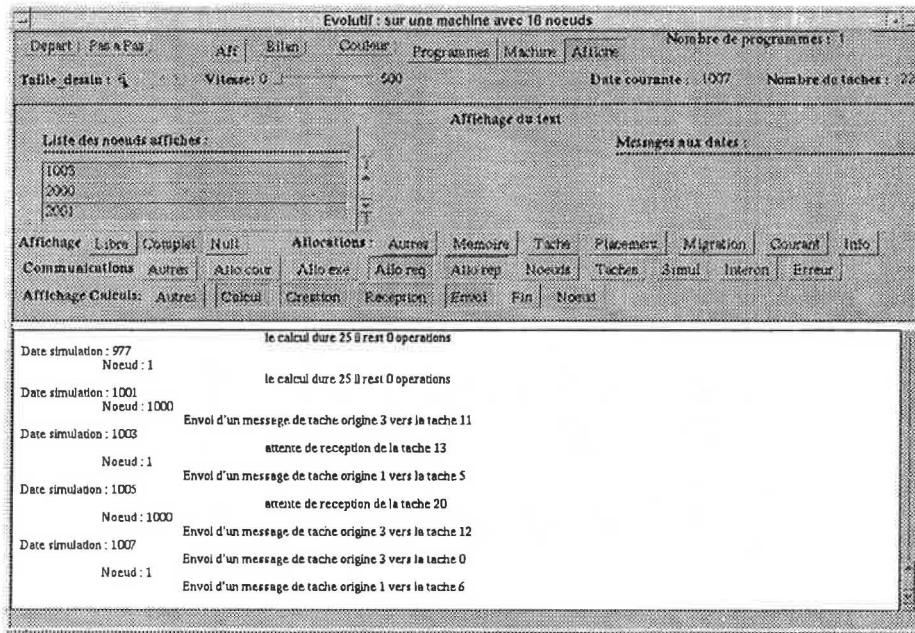 Evolutif : sur une machine avec 16 noeuds
Depart Pas a Pas Aff Bilan Couleur Programmes Machine Affiche Nombre de programmes : 1
Taille_dessin : Vitesse: 0 500 Date courante : 1007 Nombre de taches : 22
Affichage du text
Liste des noeuds affiches : Messages aux dates :
1003
2000
2001
Affichage Libre Complet Null Allocations : Autres Memoire Tache Placement Migration Courant Info
Communications Autres Allo cour Allo exe Allo req Allo rep Noeuds Taches Simul Interon Erreur
Affichage Calculs: Autres Calcul Creation Reception Envoi Fin Noeud
le calcul dure 25 Il rest 0 operations
Date simulation : 977
Noeud : 1
le calcul dure 25 Il rest 0 operations
Date simulation : 1001
Noeud : 1000
Envoi d'un message de tache origine 3 vers la tache 11
Date simulation : 1003
attente de reception de la tache 13
Noeud : 1
Envoi d'un message de tache origine 1 vers la tache 5
Date simulation : 1005
attente de reception de la tache 20
Noeud : 1000
Envoi d'un message de tache origine 3 vers la tache 12
Date simulation : 1007
Envoi d'un message de tache origine 3 vers la tache 0
Noeud : 1
Envoi d'un message de tache origine 1 vers la tache 6